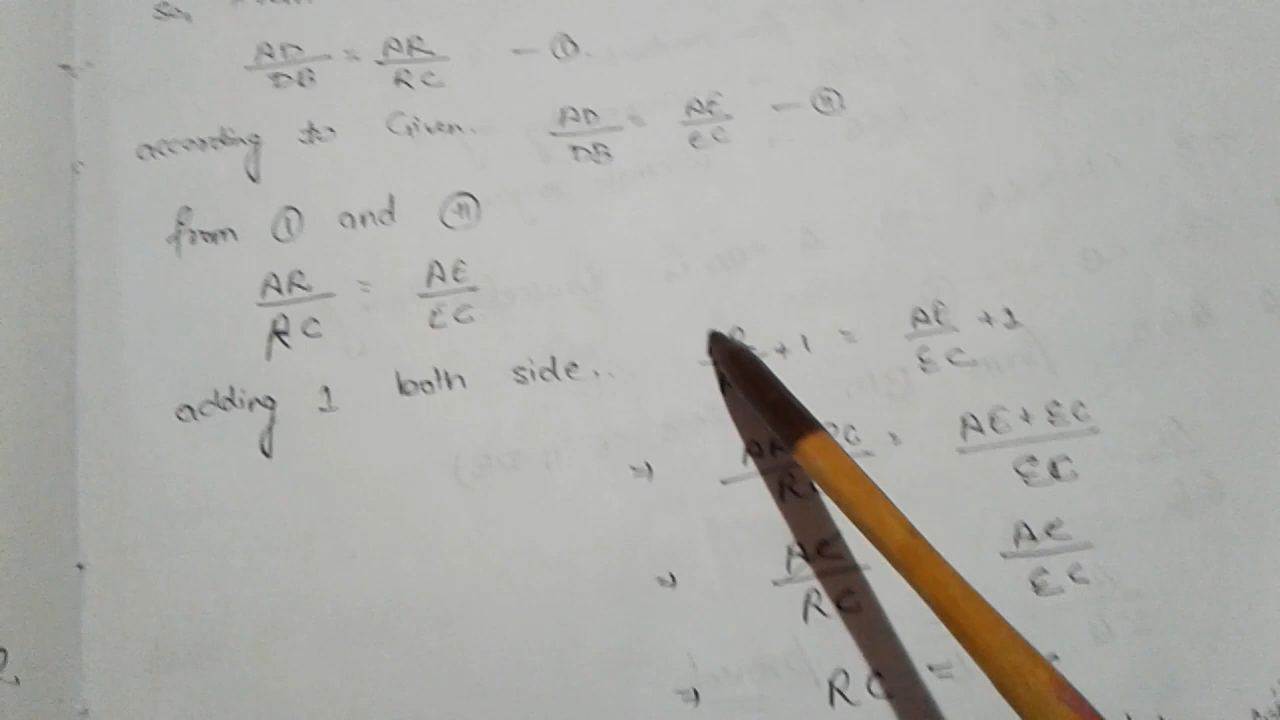 So,
AD/DB = AR/RC — (I)
according to Given. AD/DB = AE/EC — (II)
from (I) and (II)
AR/RC = AE/EC
adding 1 both side.. +1 = AE/EC +1
=> = AE+EC/EC
=> AC/RC AC/EC
=> RC =